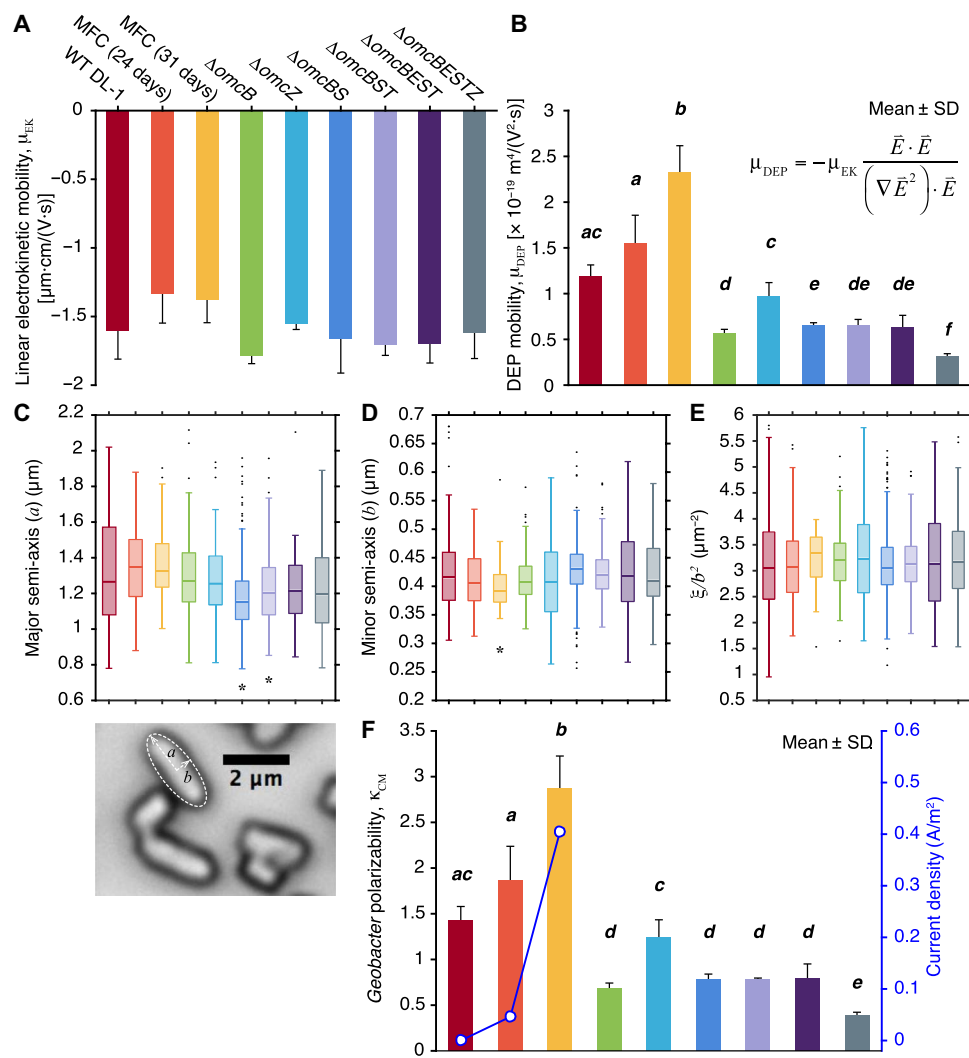 A
WT DL-1
MFC (24 days)
MFC (31 days)
ΔomcB
ΔomcZ
ΔomcBS
ΔomcBST
ΔomcBEST
ΔomcBESTZ
Linear electrokinetic mobility, μEK
[μm·cm/(V·s)]
0
−0.5
−1
−1.5
−2
B
Mean ± SD
μDEP = −μEK E⃗ · E⃗ / (∇E⃗²) · E⃗
DEP mobility, μDEP [× 10⁻¹⁹ m⁴/(V²·s)]
3
2.5
2
1.5
1
0.5
0
ac
a
b
d
c
e
de
de
f
C
Major semi-axis (a) (μm)
2.2
2
1.8
1.6
1.4
1.2
1
0.8
0.6
*
*
D
Minor semi-axis (b) (μm)
0.7
0.65
0.6
0.55
0.5
0.45
0.4
0.35
0.3
0.25
0.2
*
E
ξ/b² (μm⁻²)
6
5.5
5
4.5
4
3.5
3
2.5
2
1.5
1
0.5
a
b
2 μm
F
Mean ± SD
Geobacter polarizability, κCM
3.5
3
2.5
2
1.5
1
0.5
0
ac
a
b
d
c
d
d
d
e
Current density (A/m²)
0.6
0.5
0.4
0.3
0.2
0.1
0